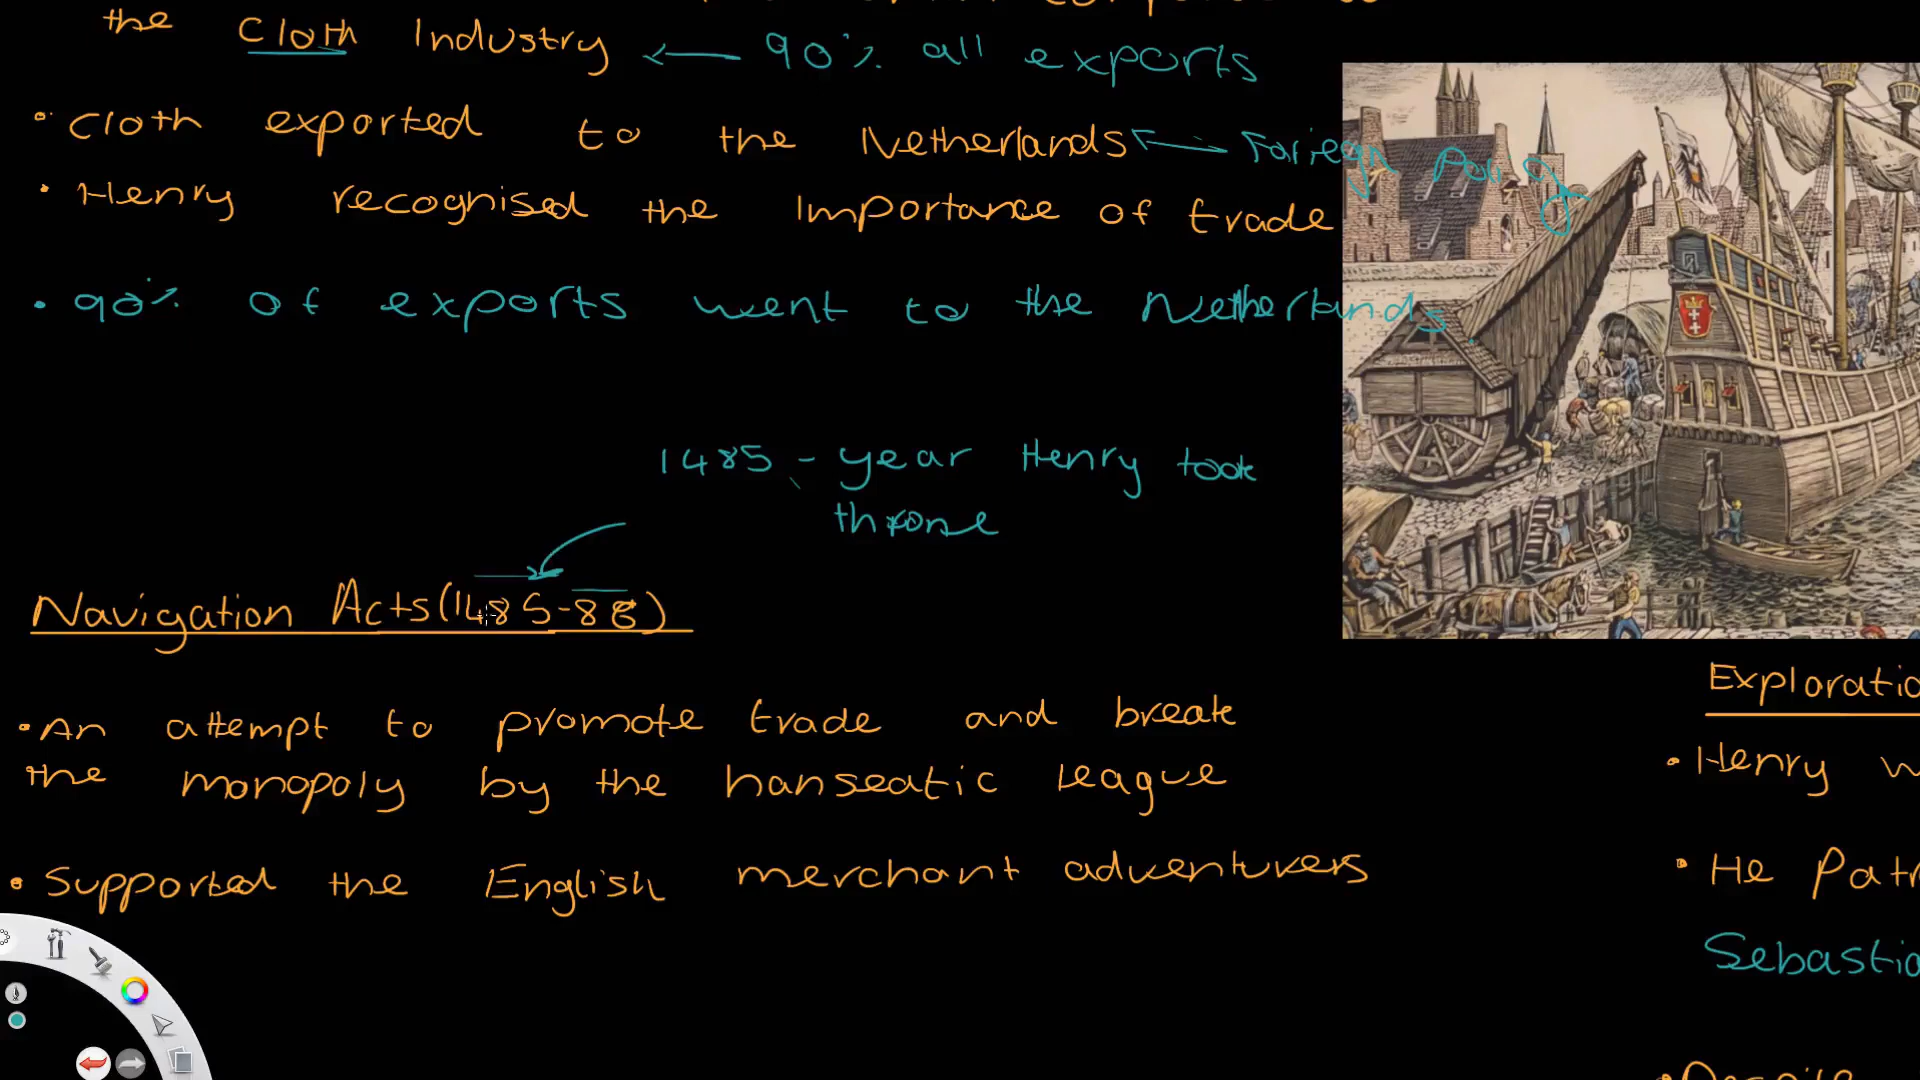 the Cloth Industry ← 90% all exports
• Cloth exported to the Netherlands ← Foriegn Policy
• Henry recognised the Importance of trade
• 90% of exports went to the Netherlands.
1485 - year Henry took
throne
Navigation Acts (1485-88)
• An attempt to promote trade and break
the monopoly by the hanseatic League
• Supported the English merchant adventurers
Exploratio
• Henry w
• He Patr
Sebastia
• Despite